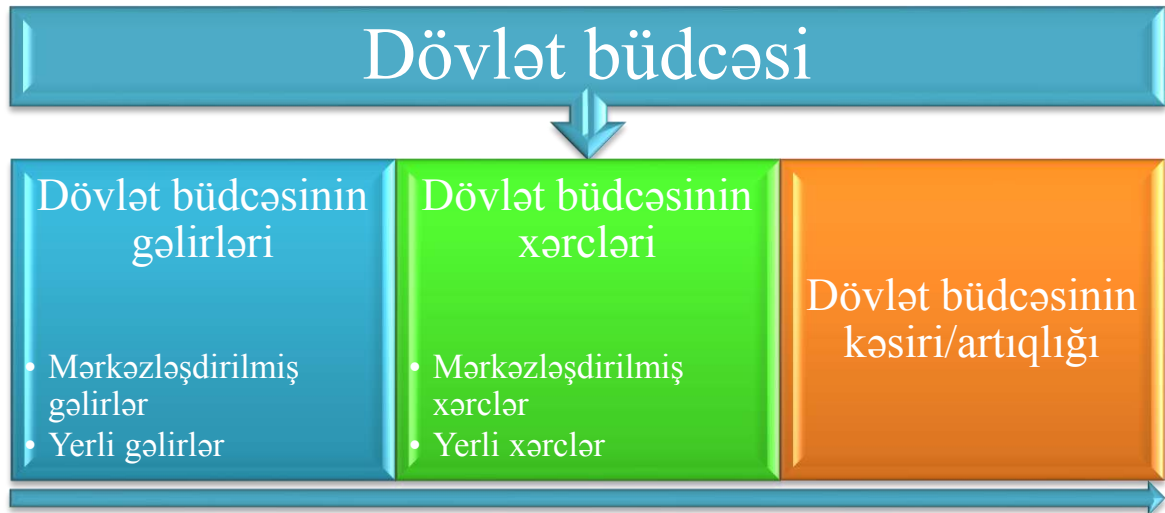 Dövlət büdcəsi
Dövlət büdcəsinin
gəlirləri
• Mərkəzləşdirilmiş
gəlirlər
• Yerli gəlirlər
Dövlət büdcəsinin
xərcləri
• Mərkəzləşdirilmiş
xərclər
• Yerli xərclər
Dövlət büdcəsinin
kəsiri/artıqlığı